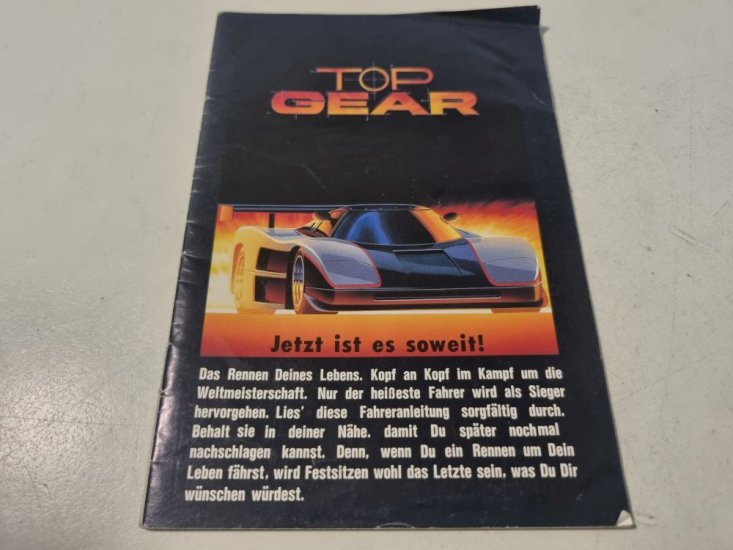 TOP
GEAR
Jetzt ist es soweit!
Das Rennen Deines Lebens. Kopf an Kopf im Kampf um die
Weltmeisterschaft. Nur der heißeste Fahrer wird als Sieger
hervorgehen. Lies' diese Fahreranleitung sorgfältig durch.
Behalt sie in deiner Nähe. damit Du später nochmal
nachschlagen kannst. Denn, wenn Du ein Rennen um Dein
Leben fährst, wird Festsitzen wohl das Letzte sein, was Du Dir
wünschen würdest.